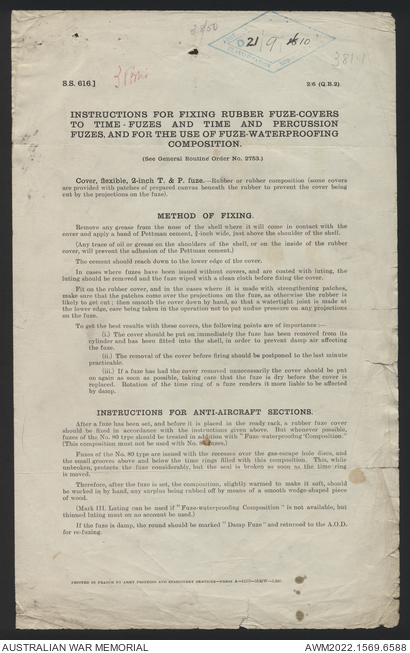 21/9 1810
S.S. 616.]
2/6 (Q.B.2).
INSTRUCTIONS FOR FIXING RUBBER FUZE-COVERS
TO TIME-FUZES AND TIME AND PERCUSSION
FUZES, AND FOR THE USE OF FUZE-WATERPROOFING
COMPOSITION.
(See General Routine Order No. 2753.)
Cover, flexible, 2-inch T. & P. fuze.—Rubber or rubber composition (some covers
are provided with patches of prepared canvas beneath the rubber to prevent the cover being
cut by the projections on the fuze).
METHOD OF FIXING.
Remove any grease from the nose of the shell where it will come in contact with the
cover and apply a band of Pettman cement, ¾-inch wide, just above the shoulder of the shell.
(Any trace of oil or grease on the shoulders of the shell, or on the inside of the rubber
cover, will prevent the adhesion of the Pettman cement.)
The cement should reach down to the lower edge of the cover.
In cases where fuzes have been issued without covers, and are coated with luting, the
luting should be removed and the fuze wiped with a clean cloth before fixing the cover.
Fit on the rubber cover, and in the cases where it is made with strengthening patches,
make sure that the patches come over the projections on the fuze, as otherwise the rubber is
likely to get cut; then smooth the cover down by hand, so that a watertight joint is made at
the lower edge, care being taken in the operation not to put undue pressure on any projections
on the fuze.
To get the best results with these covers, the following points are of importance:—
(i.) The cover should be put on immediately the fuze has been removed from its
cylinder and has been fitted into the shell, in order to prevent damp air affecting
the fuze.
(ii.) The removal of the cover before firing should be postponed to the last minute
practicable.
(iii.) If a fuze has had the cover removed unnecessarily the cover should be put
on again as soon as possible, taking care that the fuze is dry before the cover is
replaced. Rotation of the time ring of a fuze renders it more liable to be affected
by damp.
INSTRUCTIONS FOR ANTI-AIRCRAFT SECTIONS.
After a fuze has been set, and before it is placed in the ready rack, a rubber fuze cover
should be fixed in accordance with the instructions given above. But whenever possible,
fuzes of the No. 80 type should be treated in addition with "Fuze-waterproofing Composition."
(This composition must not be used with No. fuzes.)
Fuzes of the No. 80 type are issued with the recesses over the gas-escape hole discs, and
the small grooves above and below the time rings filled with this composition. This, while
unbroken, protects the fuze considerably, but the seal is broken as soon as the time ring
is moved.
Therefore, after the fuze is set, the composition, slightly warmed to make it soft, should
be worked in by hand, any surplus being rubbed off by means of a smooth wedge-shaped piece
of wood.
(Mark III. Luting can be used if "Fuze-waterproofing Composition" is not available, but
thinned luting must on no account be used.)
If the fuze is damp, the round should be marked "Damp Fuze" and returned to the A.O.D.
for re-fuzing.
PRINTED IN FRANCE BY ARMY PRINTING AND STATIONERY SERVICES—PRESS
AUSTRALIAN WAR MEMORIAL
AWM2022.1569.6588